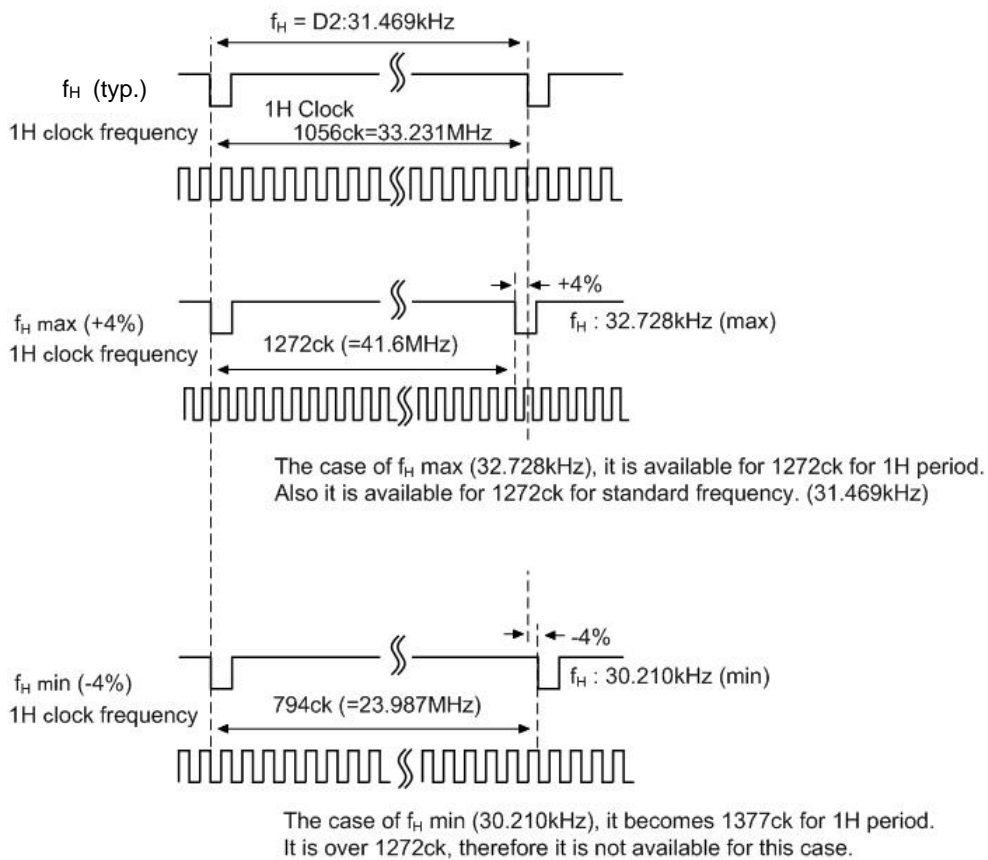 fH = D2:31.469kHz
fH (typ.)
1H clock frequency
1H Clock
1056ck=33.231MHz
+4%
fH max (+4%)
1H clock frequency
fH : 32.728kHz (max)
1272ck (=41.6MHz)
The case of fH max (32.728kHz), it is available for 1272ck for 1H period.
Also it is available for 1272ck for standard frequency. (31.469kHz)
-4%
fH min (-4%)
1H clock frequency
fH : 30.210kHz (min)
794ck (=23.987MHz)
The case of fH min (30.210kHz), it becomes 1377ck for 1H period.
It is over 1272ck, therefore it is not available for this case.